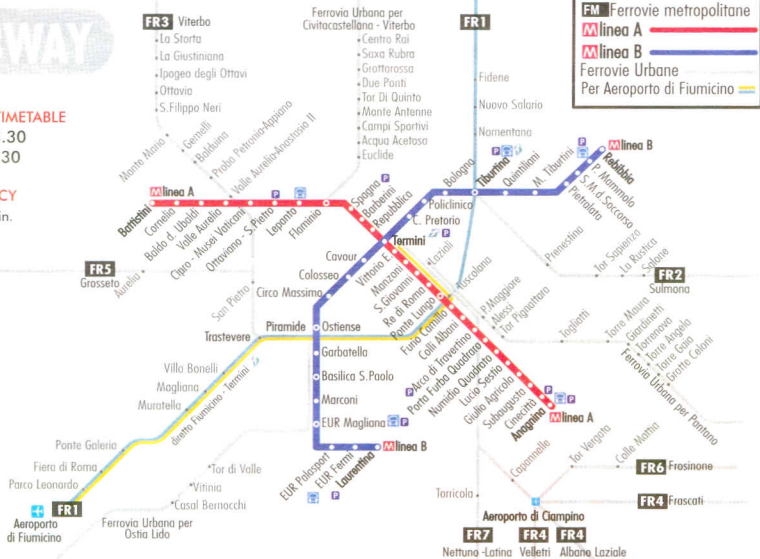 WAY
TIMETABLE
.30
30
CY
in.
FM Ferrovie metropolitane
M linea A
M linea B
Ferrovie Urbane
Per Aeroporto di Fiumicino
FR3 Viterbo
La Storta
La Giustiniana
Ipogeo degli Ottavi
Ottavia
S.Filippo Neri
Monte Mario
Gemelli
Balduina
Proba Petronia-Appiano
Valle Aurelia-Anastasio II
Ferrovia Urbana per
Civitacastellana - Viterbo
Centro Rai
Saxa Rubra
Grottarossa
Due Ponti
Tor Di Quinto
Monte Antenne
Campi Sportivi
Acqua Acetosa
Euclide
FR1
Fidene
Nuovo Salario
Nomentana
M linea A
Battistini
Cornelia
Baldo d. Ubaldi
Valle Aurelia
Cipro - Musei Vaticani
Ottaviano - S.Pietro
P
Lepanto
Flaminio
Spagna
P
Barberini
Repubblica
Termini
P
Vittorio E.
Manzoni
S.Giovanni
Re di Roma
Ponte Lungo
Furio Camillo
Colli Albani
Arco di Travertino
Porta Furba Quadraro
Numidio Quadrato
Lucio Sestio
Giulio Agricola
Subaugusta
Cinecittà
Anagnina
P
P
P
M linea A
M linea B
Rebibbia
P
P. Mammolo
S.M.d.Soccorso
Pietralata
M. Tiburtini
P
Quintiliani
Tiburtina
P
Bologna
Policlinico
C. Pretorio
Cavour
Colosseo
Circo Massimo
Piramide
Ostiense
Garbatella
Basilica S.Paolo
Marconi
EUR Magliana
P
EUR Palasport
EUR Fermi
Laurentina
P
M linea B
FR5
Grosseto
Aurelia
San Pietro
Trastevere
Villa Bonelli
Magliana
Muratella
diretto Fiumicino - Termini
Ponte Galeria
Fiera di Roma
Parco Leonardo
FR1
Aeroporto
di Fiumicino
Tor di Valle
Vitinia
Casal Bernocchi
Ferrovia Urbana per
Ostia Lido
Laziali
Tuscolana
P.Maggiore
Alessi
Tor Pignattara
Prenestina
Tor Sapienza
La Rustica
Salone
FR2
Sulmona
Togliatti
Torre Maura
Giardinetti
Torrenova
Torre Angela
Torre Gaia
Grotte Celoni
Ferrovia Urbana per Pantano
Capannelle
Tor Vergata
Colle Mattia
FR6 Frosinone
FR4 Frascati
Torricola
Aeroporto di Ciampino
FR7
Nettuno -Latina
FR4
Velletri
FR4
Albano Laziale